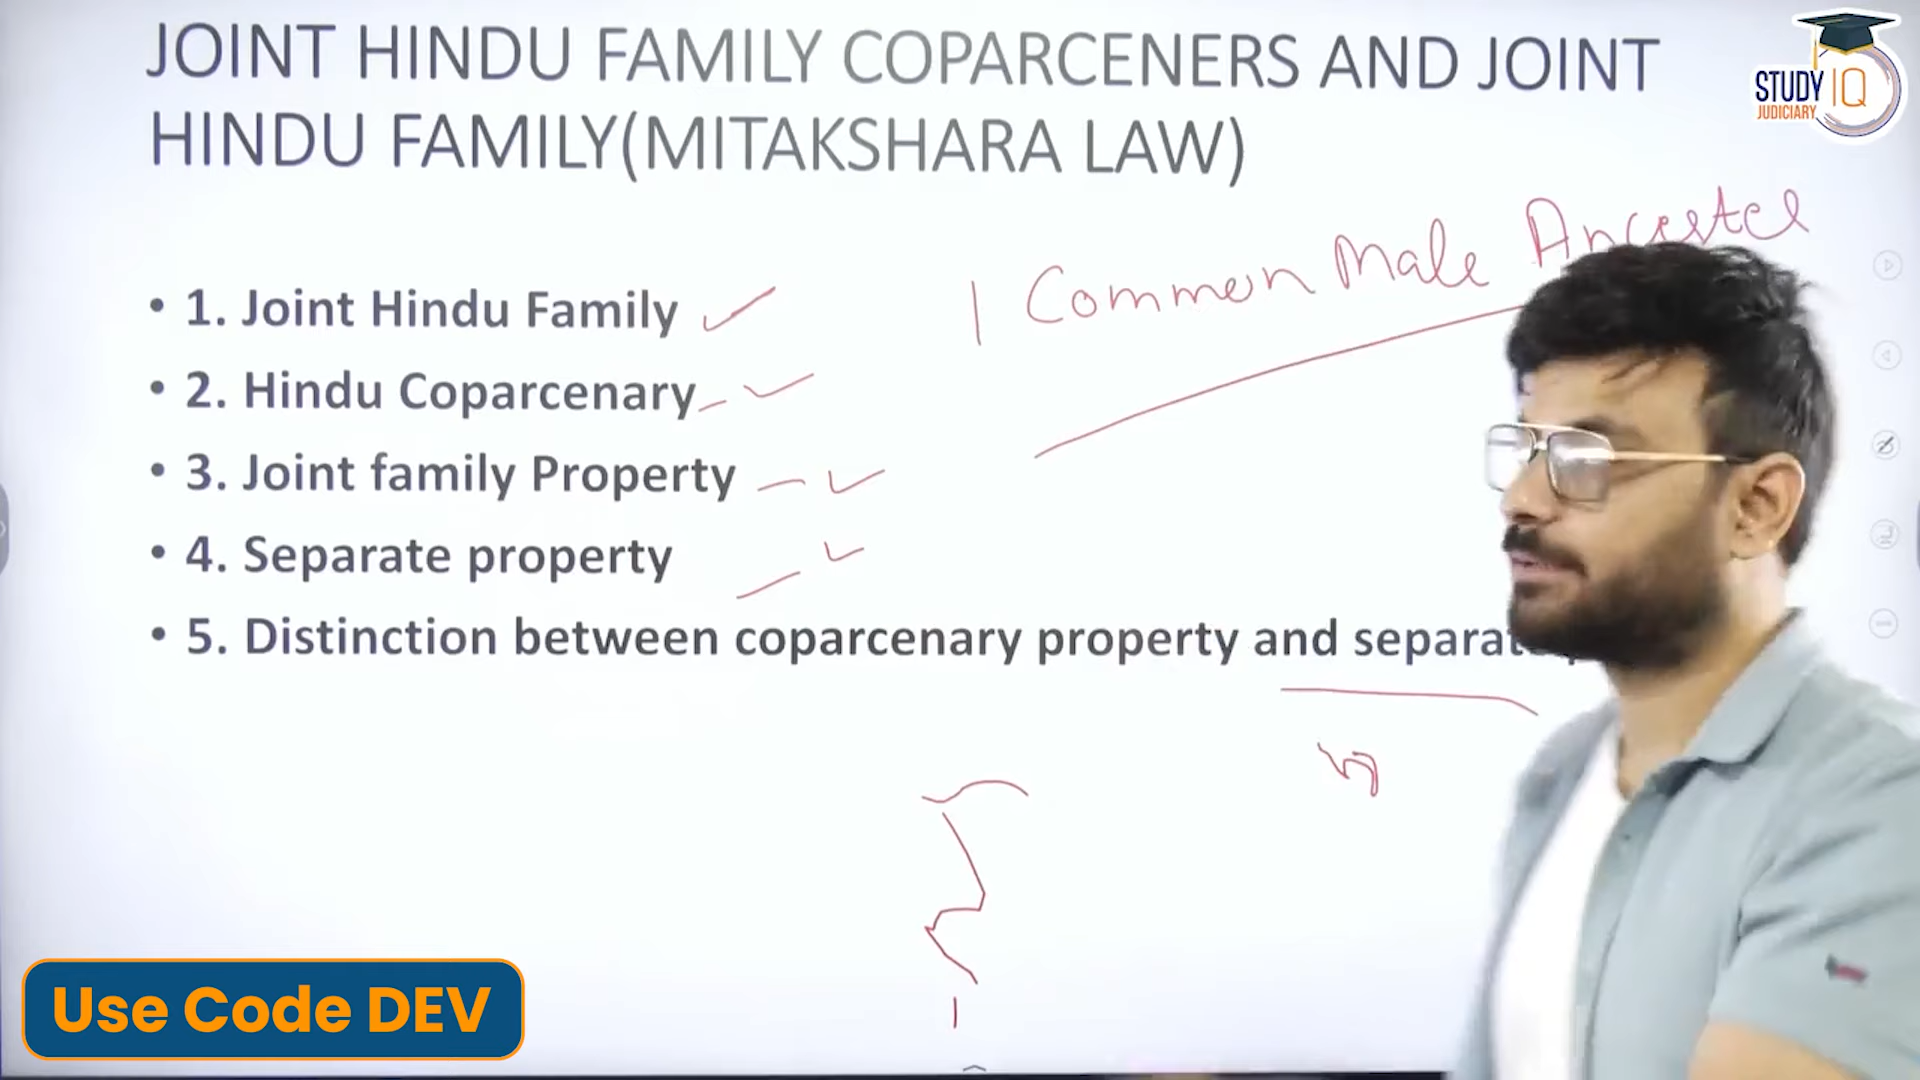 JOINT HINDU FAMILY COPARCENERS AND JOINT
HINDU FAMILY(MITAKSHARA LAW)
STUDY IQ
JUDICIARY
1 Common Male Ancester
• 1. Joint Hindu Family
• 2. Hindu Coparcenary
• 3. Joint family Property
• 4. Separate property
• 5. Distinction between coparcenary property and separat
Use Code DEV